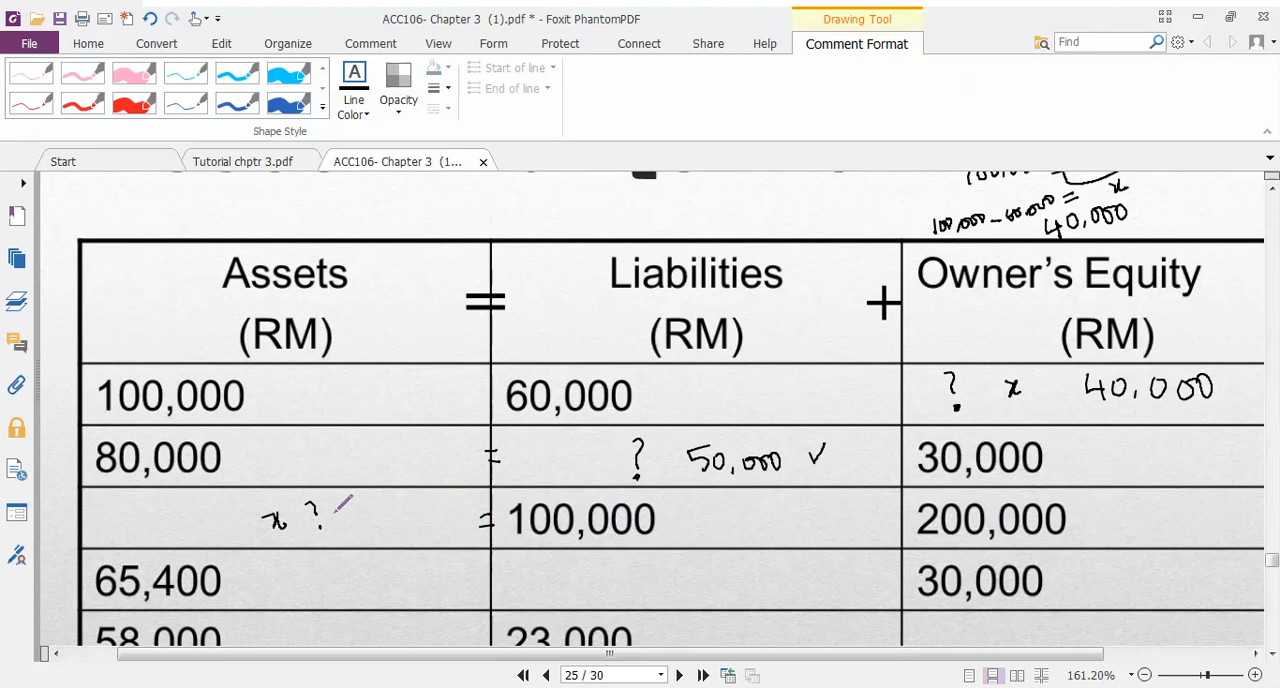 ACC106- Chapter 3 (1).pdf * - Foxit PhantomPDF
Drawing Tool
File Home Convert Edit Organize Comment View Form Protect Connect Share Help Comment Format Find
A
Line Color Opacity Start of line
End of line
Shape Style
Start Tutorial chptr 3.pdf ACC106- Chapter 3 (1...
x
100,000 - 60,000 =
40,000
Assets = Liabilities + Owner's Equity
(RM) (RM) (RM)
100,000 60,000 ? x 40,000
80,000 = ? 50,000 ✓ 30,000
x ? = 100,000 200,000
65,400 30,000
58,000 23,000
25 / 30 161.20%